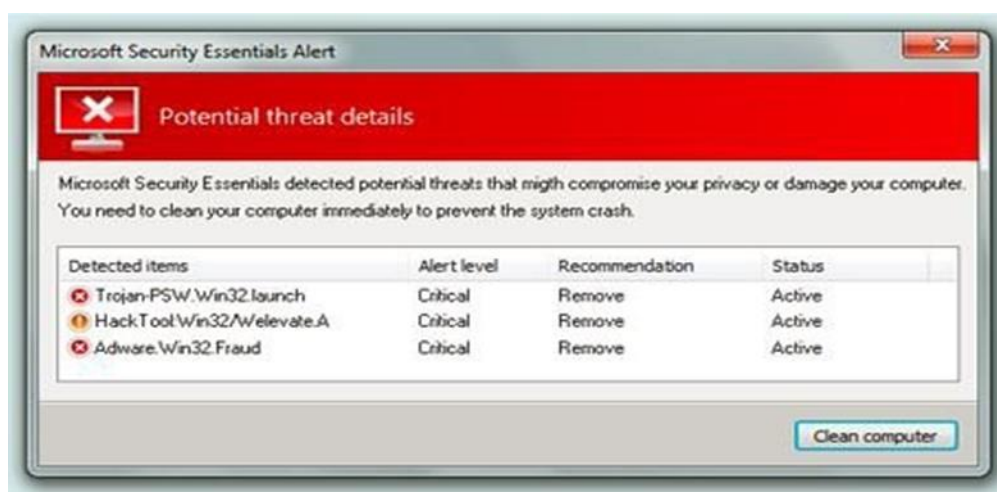 Microsoft Security Essentials Alert
Potential threat details
Microsoft Security Essentials detected potential threats that migth compromise your privacy or damage your computer.
You need to clean your computer immediately to prevent the system crash.
Detected items Alert level Recommendation Status
Trojan-PSW.Win32.launch Critical Remove Active
HackTool:Win32/Welevate.A Critical Remove Active
Adware.Win32.Fraud Critical Remove Active
Clean computer